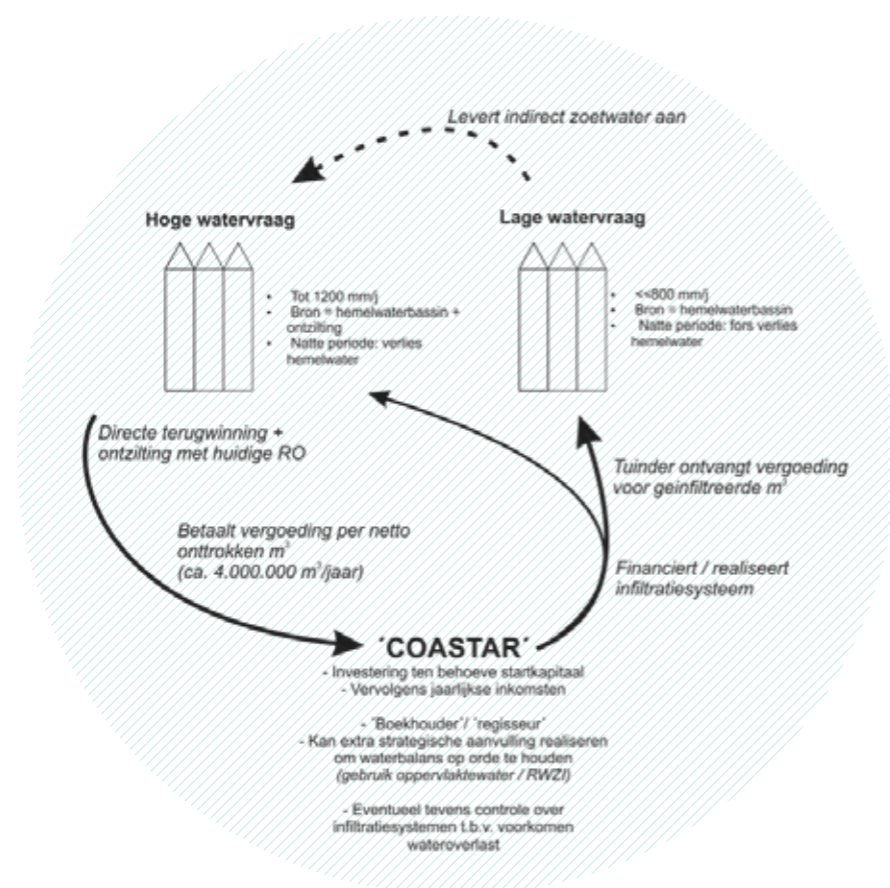 Levert indirect zoetwater aan
Hoge watervraag
Lage watervraag
• Tot 1200 mm/j
• Bron = hemelwaterbassin +
ontzilting
• Natte periode: verlies
hemelwater
• <<800 mm/j
• Bron = hemelwaterbassin
• Natte periode: fors verlies
hemelwater
Directe terugwinning +
ontzilting met huidige RO
Tuinder ontvangt vergoeding
voor geinfiltreerde m³
Betaalt vergoeding per netto
onttrokken m³
(ca. 4.000.000 m³/jaar)
Financiert / realiseert
infiltratiesysteem
´COASTAR´
- Investering ten behoeve startkapitaal
- Vervolgens jaarlijkse inkomsten
- ´Boekhouder´/ ´regisseur´
- Kan extra strategische aanvulling realiseren
om waterbalans op orde te houden
(gebruik oppervlaktewater / RWZI)
- Eventueel tevens controle over
infiltratiesystemen t.b.v. voorkomen
wateroverlast